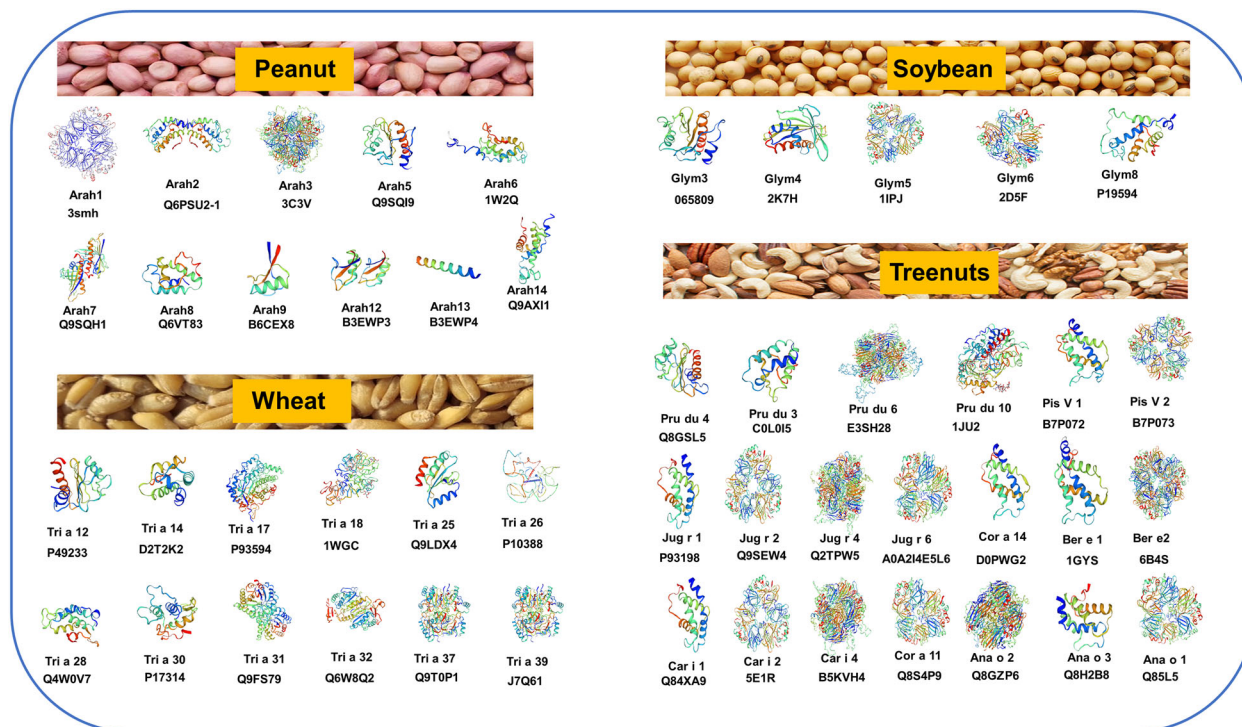 Peanut
Arah1
3smh
Arah2
Q6PSU2-1
Arah3
3C3V
Arah5
Q9SQI9
Arah6
1W2Q
Arah7
Q9SQH1
Arah8
Q6VT83
Arah9
B6CEX8
Arah12
B3EWP3
Arah13
B3EWP4
Arah14
Q9AXI1
Wheat
Tri a 12
P49233
Tri a 14
D2T2K2
Tri a 17
P93594
Tri a 18
1WGC
Tri a 25
Q9LDX4
Tri a 26
P10388
Tri a 28
Q4W0V7
Tri a 30
P17314
Tri a 31
Q9FS79
Tri a 32
Q6W8Q2
Tri a 37
Q9T0P1
Tri a 39
J7Q61
Soybean
Glym3
065809
Glym4
2K7H
Glym5
1IPJ
Glym6
2D5F
Glym8
P19594
Treenuts
Pru du 4
Q8GSL5
Pru du 3
C0L0I5
Pru du 6
E3SH28
Pru du 10
1JU2
Pis V 1
B7P072
Pis V 2
B7P073
Jug r 1
P93198
Jug r 2
Q9SEW4
Jug r 4
Q2TPW5
Jug r 6
A0A2I4E5L6
Cor a 14
D0PWG2
Ber e 1
1GYS
Ber e2
6B4S
Car i 1
Q84XA9
Car i 2
5E1R
Car i 4
B5KVH4
Cor a 11
Q8S4P9
Ana o 2
Q8GZP6
Ana o 3
Q8H2B8
Ana o 1
Q85L5